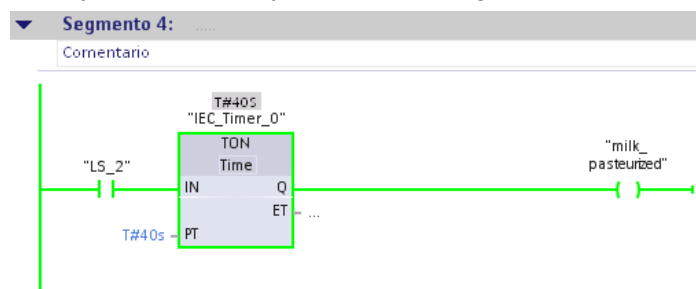 Segmento 4: .....
Comentario
T#40S
"IEC_Timer_0"
TON
Time
"LS_2"
IN Q
ET ...
T#40s PT
"milk_
pasteurized"